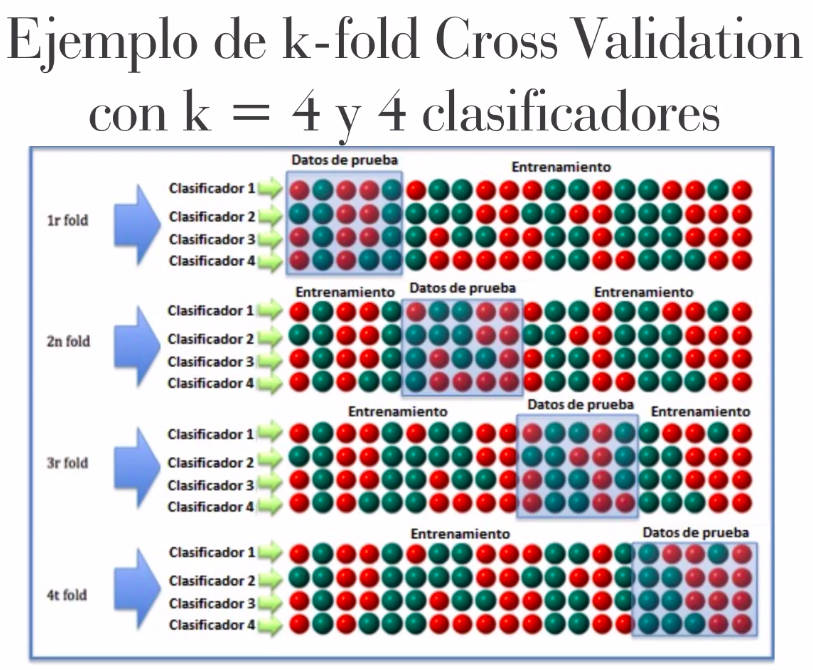 Ejemplo de k-fold Cross Validation
con k = 4 y 4 clasificadores
Datos de prueba Entrenamiento
1r fold
Clasificador 1
Clasificador 2
Clasificador 3
Clasificador 4
Entrenamiento Datos de prueba Entrenamiento
2n fold
Clasificador 1
Clasificador 2
Clasificador 3
Clasificador 4
Entrenamiento Datos de prueba Entrenamiento
3r fold
Clasificador 1
Clasificador 2
Clasificador 3
Clasificador 4
Entrenamiento Datos de prueba
4t fold
Clasificador 1
Clasificador 2
Clasificador 3
Clasificador 4